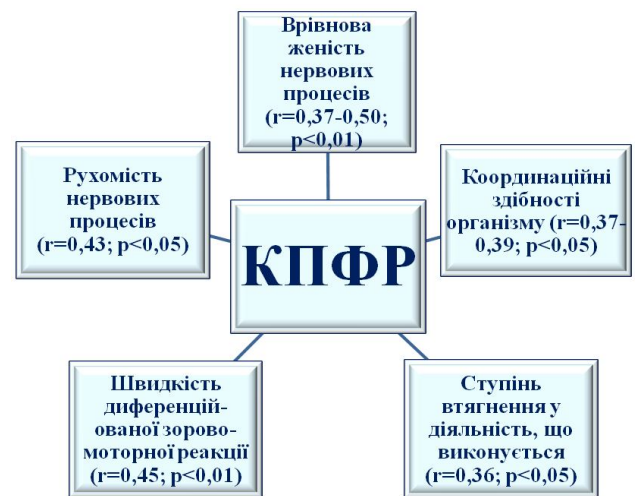 Врівнова
женість
нервових
процесів
(r=0,37-0,50;
p<0,01)
Рухомість
нервових
процесів
(r=0,43; p<0,05)
Координаційні
здібності
організму (r=0,37-
0,39; p<0,05)
КПФР
Швидкість
диференцій-
ованої зорово-
моторної реакції
(r=0,45; p<0,01)
Ступінь
втягнення у
діяльність, що
виконується
(r=0,36; p<0,05)